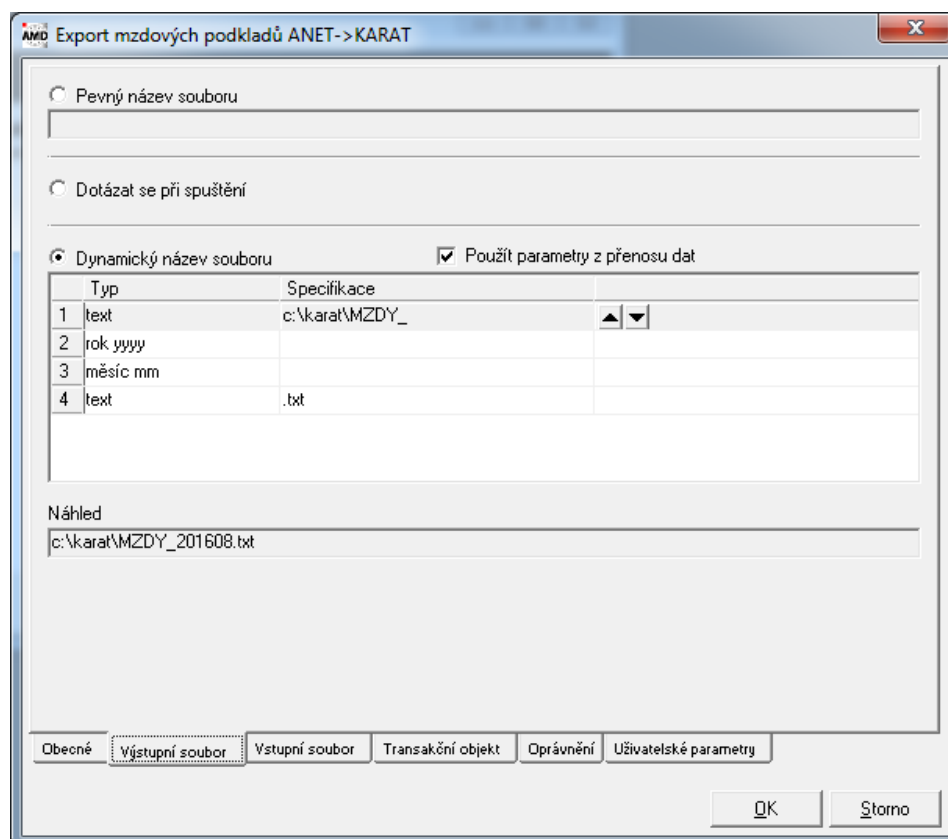 AMD Export mzdových podkladů ANET->KARAT
Pevný název souboru
Dotázat se při spuštění
Dynamický název souboru Použít parametry z přenosu dat
Typ Specifikace
1 text c:\karat\MZDY_
2 rok yyyy
3 měsíc mm
4 text .txt
Náhled
c:\karat\MZDY_201608.txt
Obecné Výstupní soubor Vstupní soubor Transakční objekt Oprávnění Uživatelské parametry
OK Storno